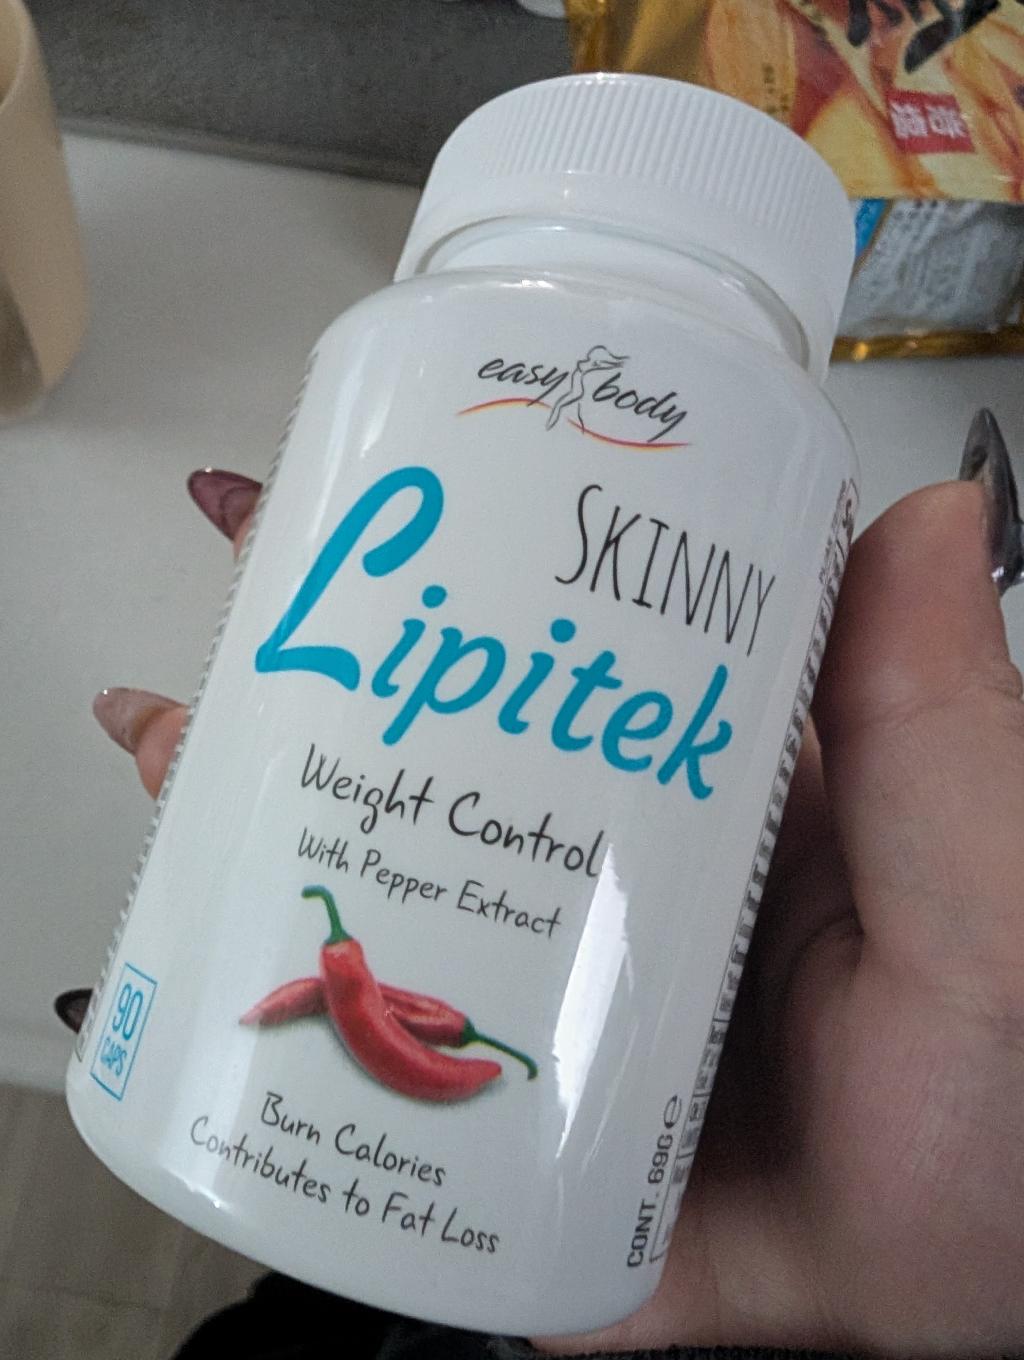 easy body
SKINNY
Lipitek
Weight Control
With Pepper Extract
90
CAPS
Burn Calories
Contributes to Fat Loss
CONT. 69G e